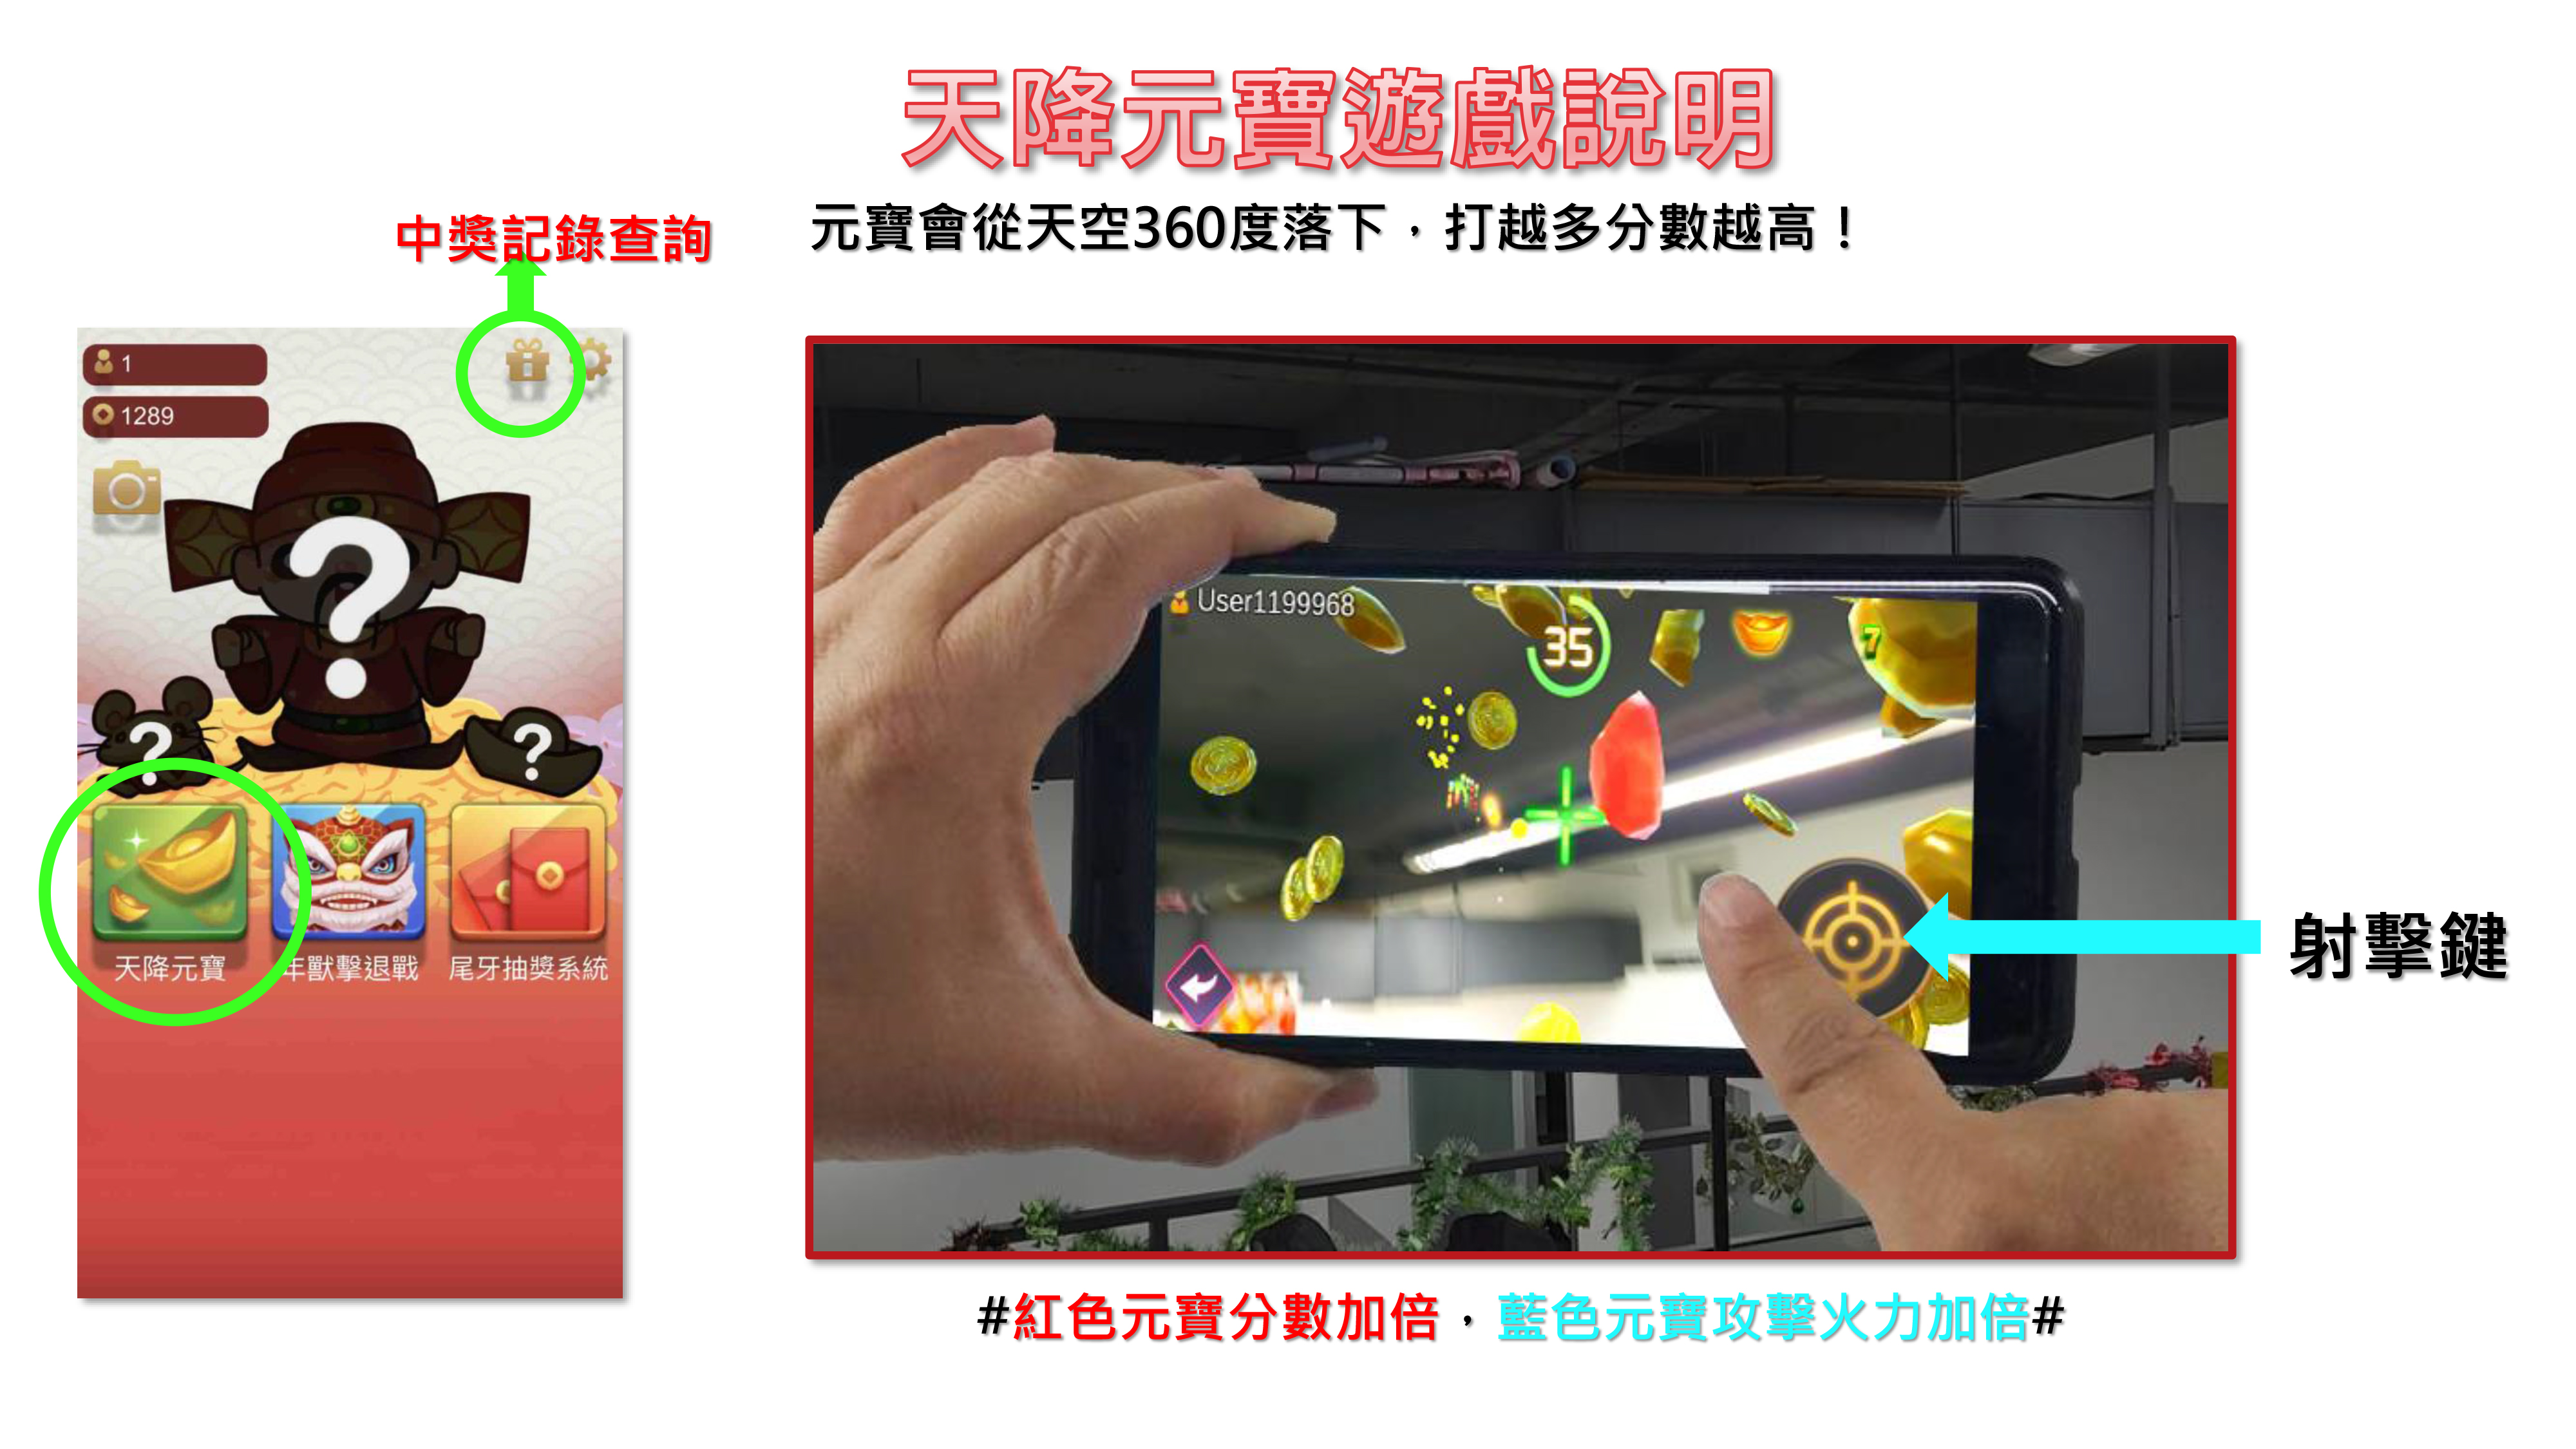 天降元寶遊戲說明
元寶會從天空360度落下，打越多分數越高！
中獎記錄查詢
1
1289
?
?
?
天降元寶
年獸擊退戰
尾牙抽獎系統
User1199968
35
7
射擊鍵
#紅色元寶分數加倍，藍色元寶攻擊火力加倍#